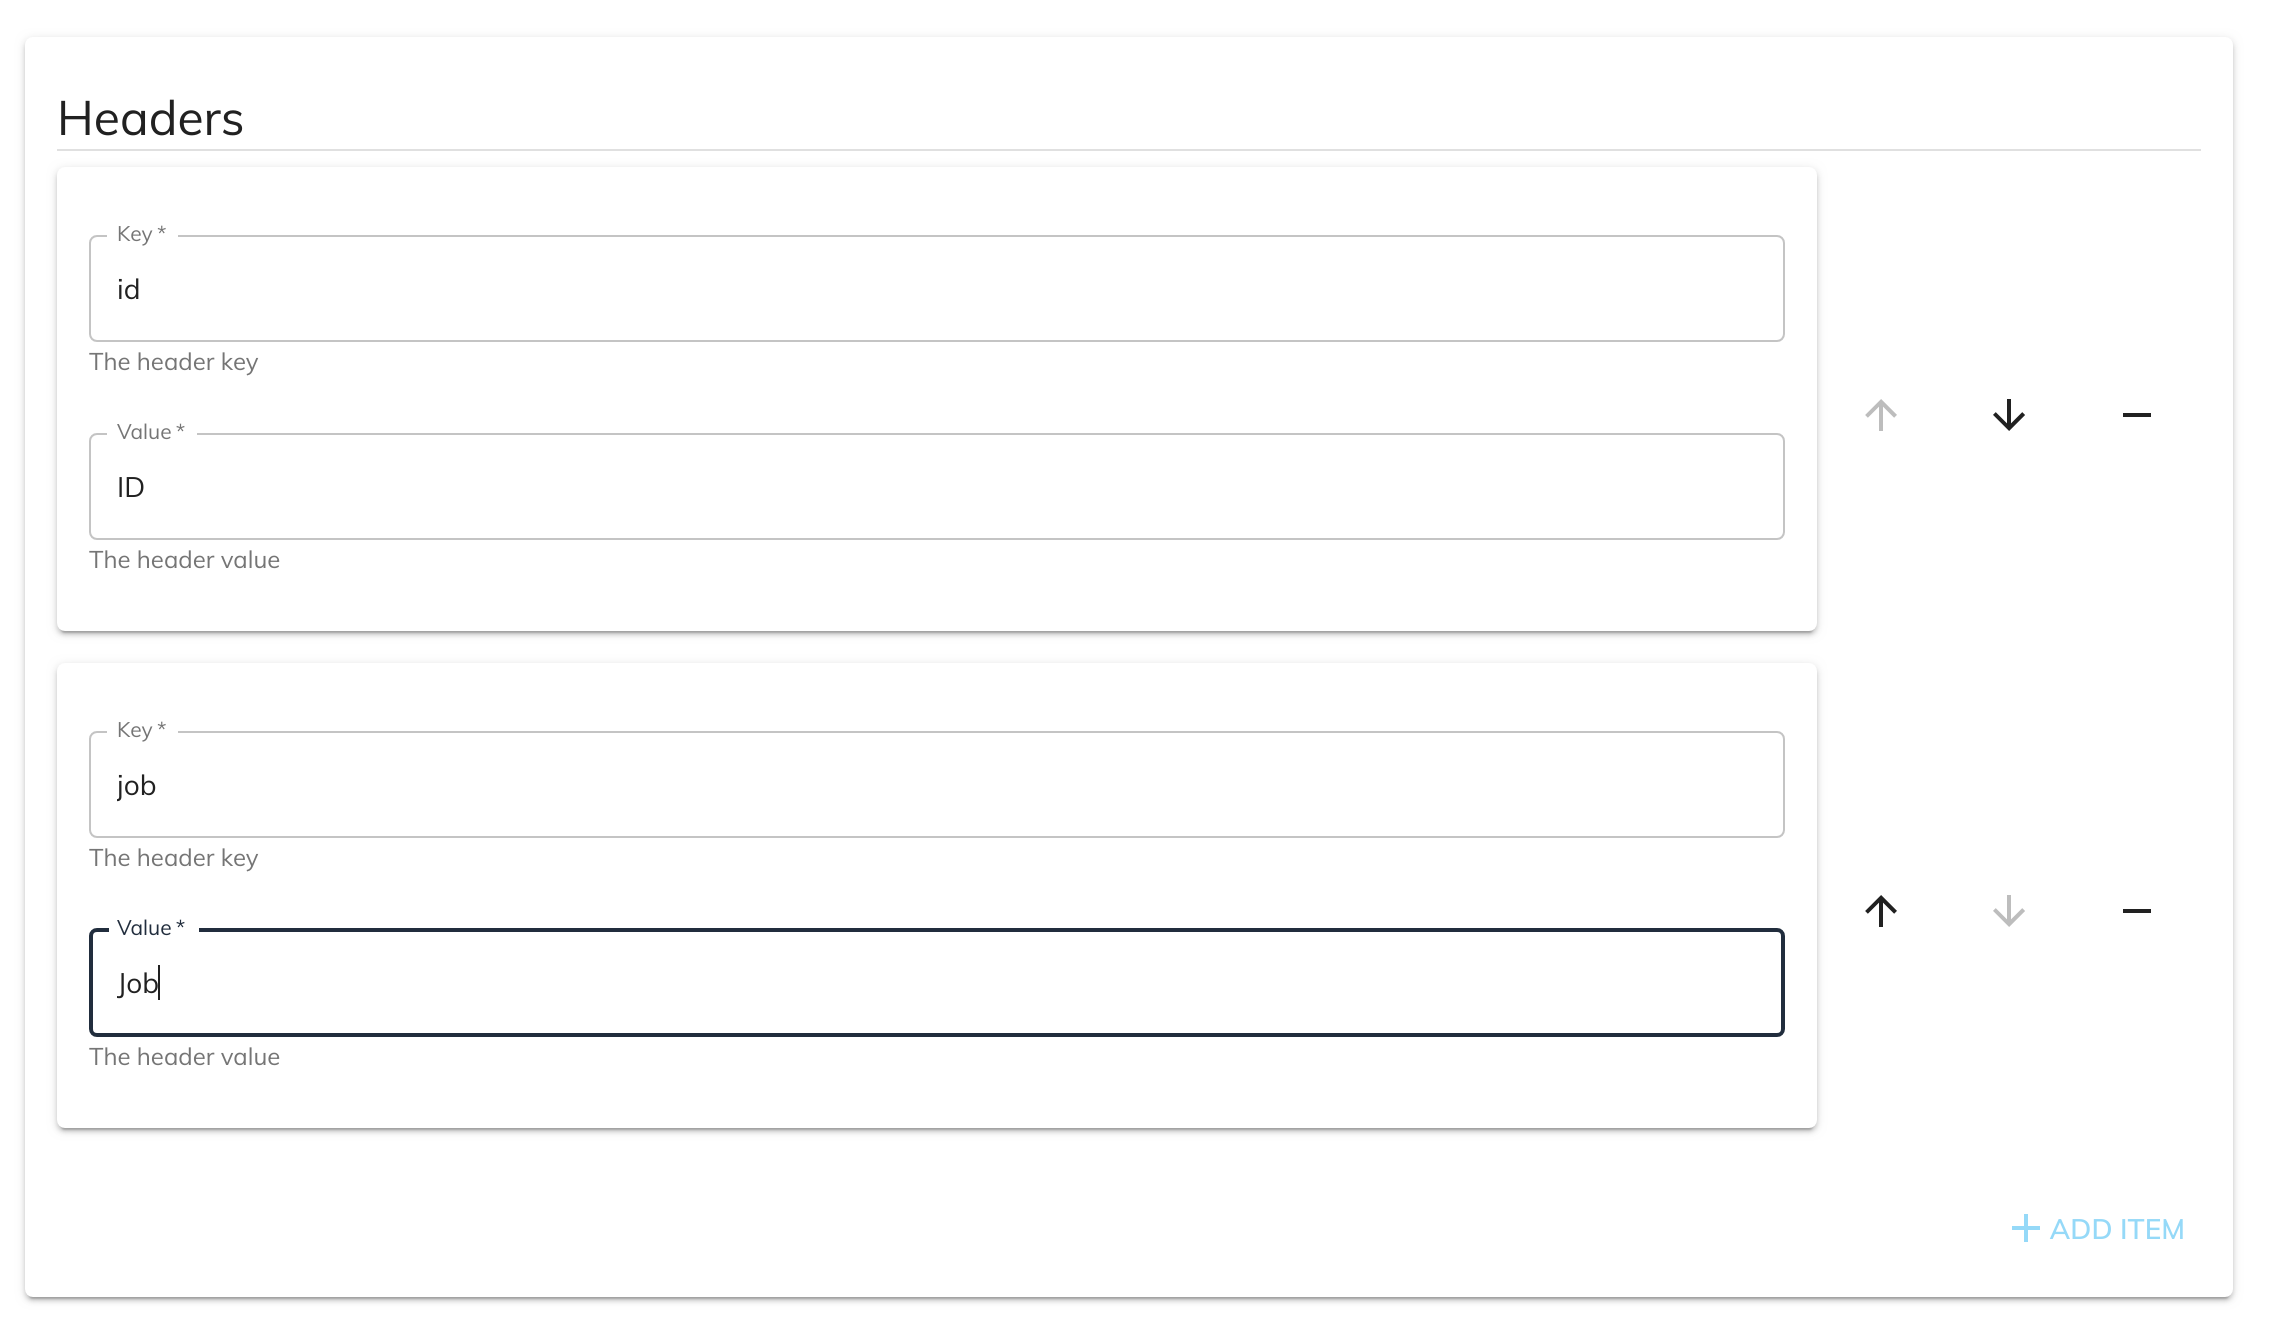 Headers
Key *
id
The header key
Value *
ID
The header value
Key *
job
The header key
Value *
Job
The header value
ADD ITEM